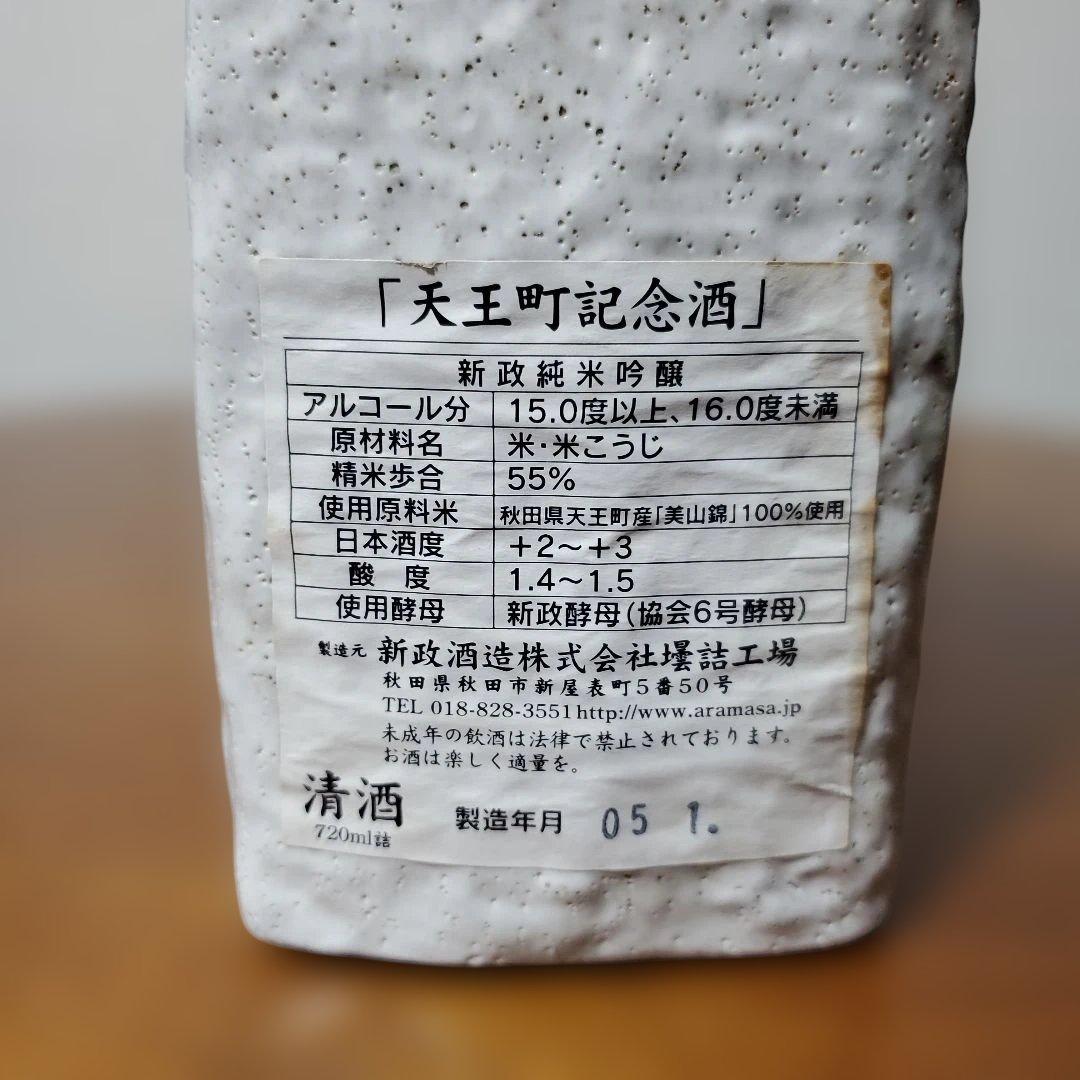 「天王町記念酒」
新政純米吟醸
アルコール分 15.0度以上、16.0度未満
原材料名 米・米こうじ
精米歩合 55%
使用原料米 秋田県天王町産「美山錦」100%使用
日本酒度 +2〜+3
酸 度 1.4〜1.5
使用酵母 新政酵母(協会6号酵母)
製造元 新政酒造株式会社壜詰工場
秋田県秋田市新屋表町5番50号
TEL 018-828-3551 http://www.aramasa.jp
未成年の飲酒は法律で禁止されております。
お酒は楽しく適量を。
清酒 製造年月 05 1.
720ml詰